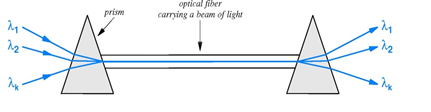 prism
optical fiber
carrying a beam of light
λ1
λ2
λk
λ1
λ2
λk